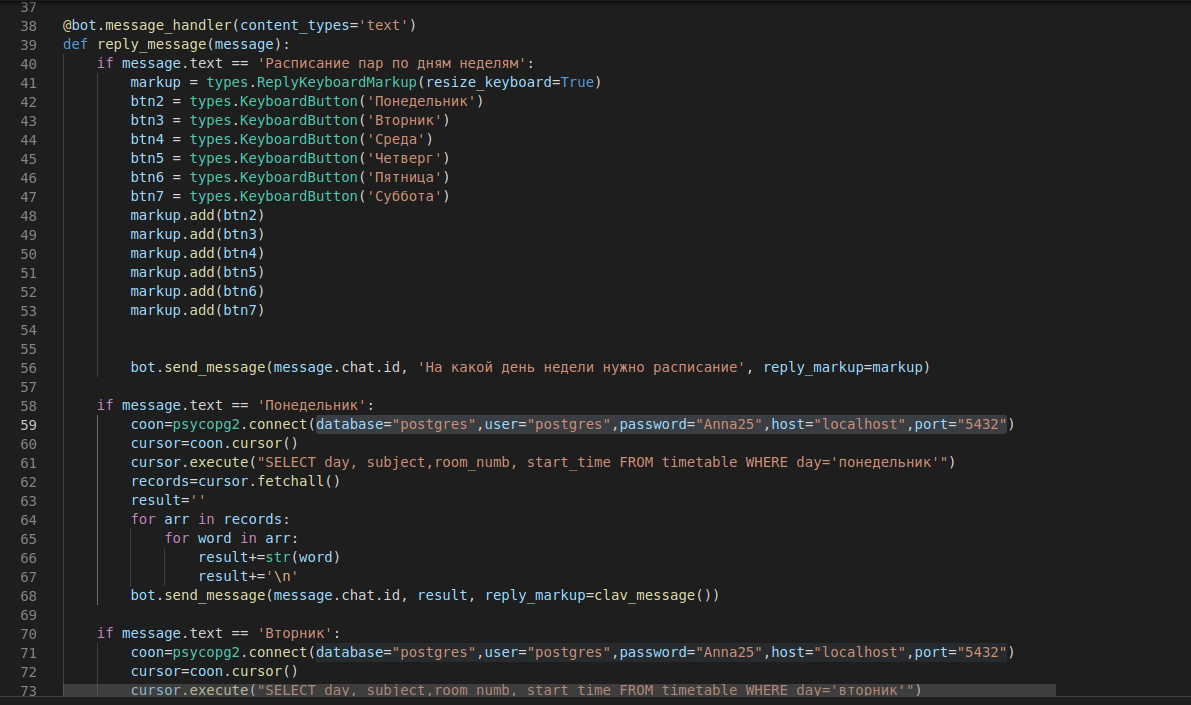 37
38 @bot.message_handler(content_types='text')
39 def reply_message(message):
40     if message.text == 'Расписание пар по дням неделям':
41         markup = types.ReplyKeyboardMarkup(resize_keyboard=True)
42         btn2 = types.KeyboardButton('Понедельник')
43         btn3 = types.KeyboardButton('Вторник')
44         btn4 = types.KeyboardButton('Среда')
45         btn5 = types.KeyboardButton('Четверг')
46         btn6 = types.KeyboardButton('Пятница')
47         btn7 = types.KeyboardButton('Суббота')
48         markup.add(btn2)
49         markup.add(btn3)
50         markup.add(btn4)
51         markup.add(btn5)
52         markup.add(btn6)
53         markup.add(btn7)
54
55
56         bot.send_message(message.chat.id, 'На какой день недели нужно расписание', reply_markup=markup)
57
58     if message.text == 'Понедельник':
59         coon=psycopg2.connect(database="postgres",user="postgres",password="Anna25",host="localhost",port="5432")
60         cursor=coon.cursor()
61         cursor.execute("SELECT day, subject,room_numb, start_time FROM timetable WHERE day='понедельник'")
62         records=cursor.fetchall()
63         result=''
64         for arr in records:
65             for word in arr:
66                 result+=str(word)
67                 result+='\n'
68         bot.send_message(message.chat.id, result, reply_markup=clav_message())
69
70     if message.text == 'Вторник':
71         coon=psycopg2.connect(database="postgres",user="postgres",password="Anna25",host="localhost",port="5432")
72         cursor=coon.cursor()
73         cursor.execute("SELECT day, subject,room_numb, start_time FROM timetable WHERE day='вторник'")